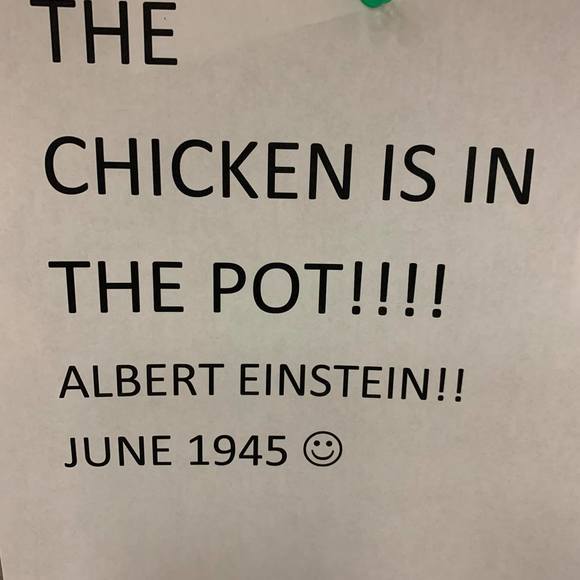 THE
CHICKEN IS IN
THE POT!!!!
ALBERT EINSTEIN!!
JUNE 1945 ☺